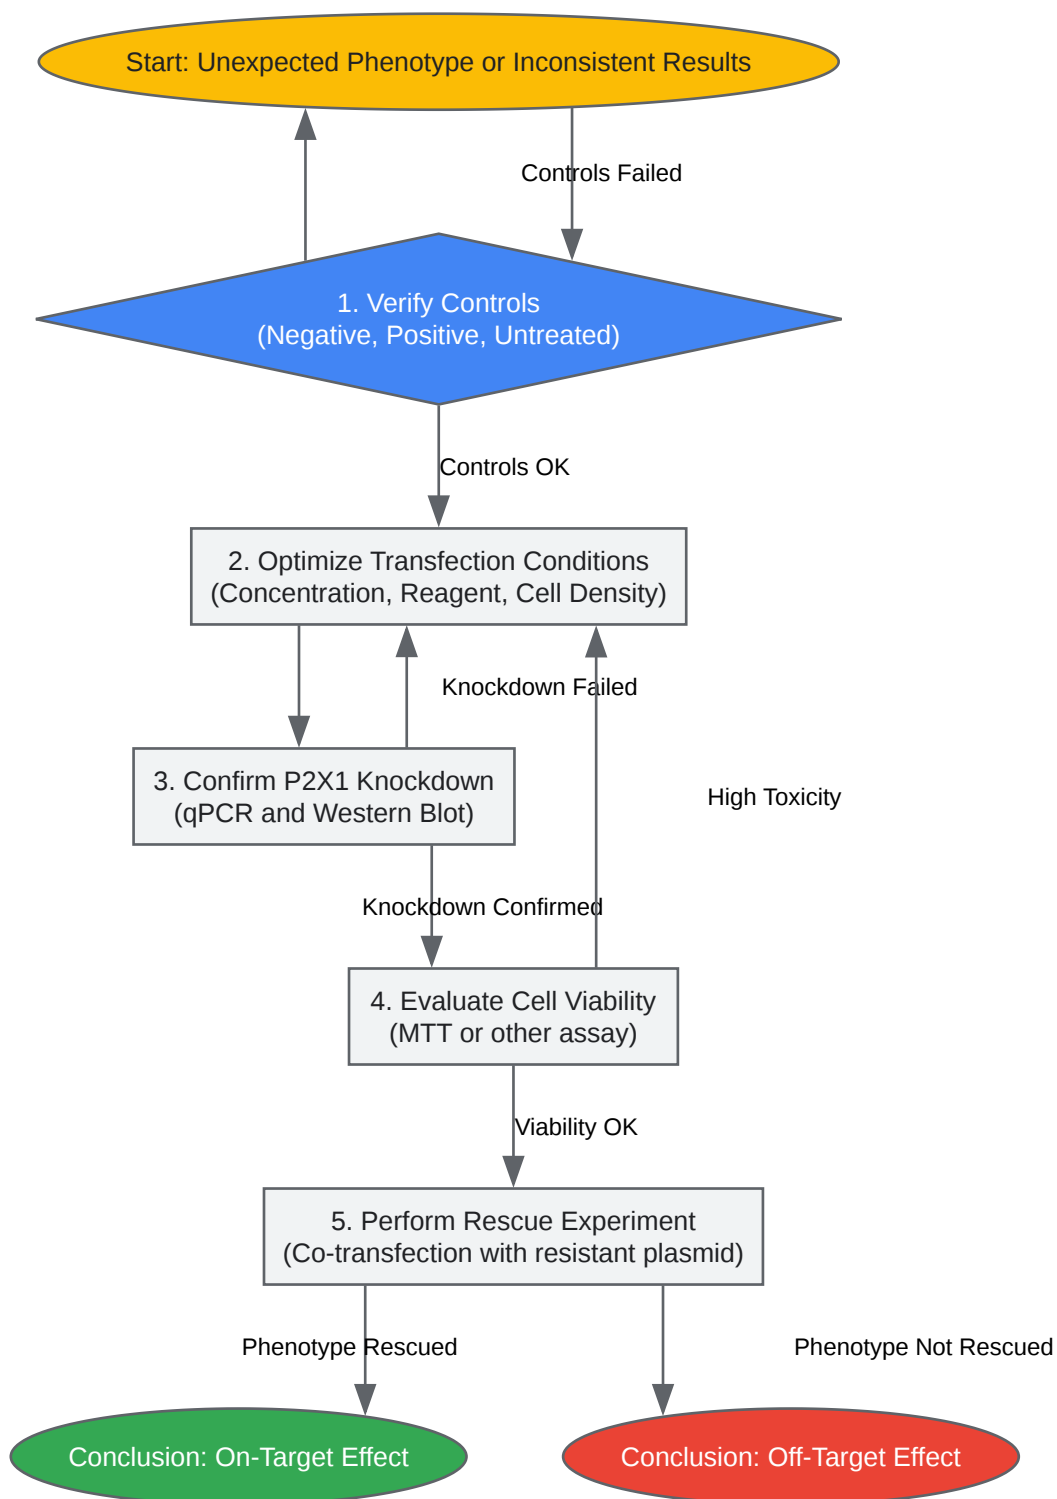 Start: Unexpected Phenotype or Inconsistent Results
Controls Failed
1. Verify Controls
(Negative, Positive, Untreated)
Controls OK
2. Optimize Transfection Conditions
(Concentration, Reagent, Cell Density)
Knockdown Failed
3. Confirm P2X1 Knockdown
(qPCR and Western Blot)
High Toxicity
Knockdown Confirmed
4. Evaluate Cell Viability
(MTT or other assay)
Viability OK
5. Perform Rescue Experiment
(Co-transfection with resistant plasmid)
Phenotype Rescued
Phenotype Not Rescued
Conclusion: On-Target Effect
Conclusion: Off-Target Effect